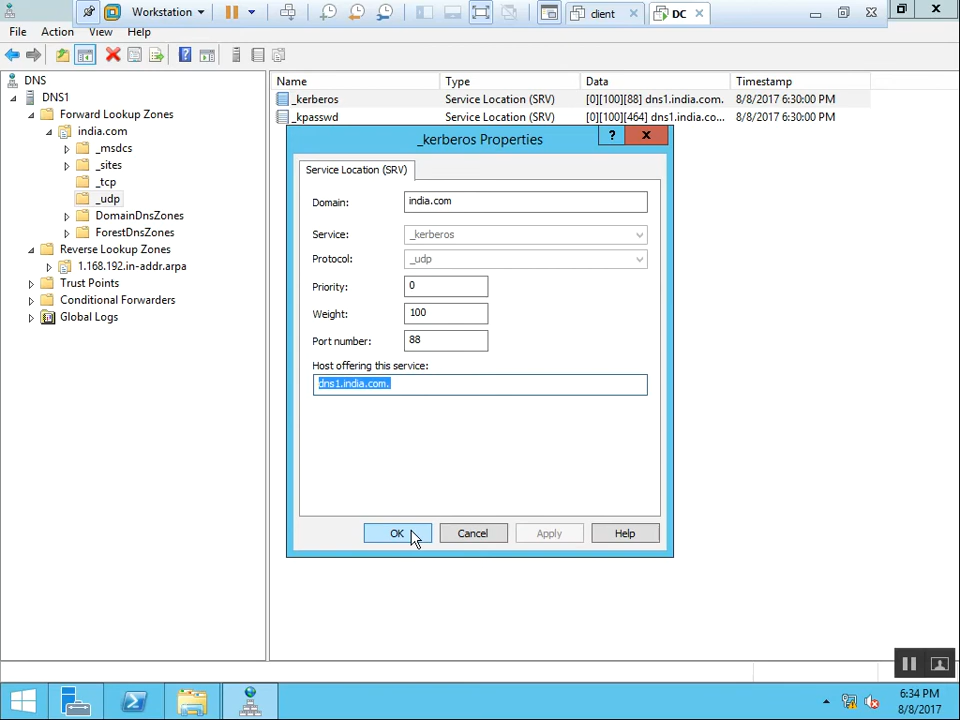 Workstation
client
DC
File Action View Help
DNS
DNS1
Forward Lookup Zones
india.com
_msdcs
_sites
_tcp
_udp
DomainDnsZones
ForestDnsZones
Reverse Lookup Zones
1.168.192.in-addr.arpa
Trust Points
Conditional Forwarders
Global Logs
Name Type Data Timestamp
_kerberos Service Location (SRV) [0][100][88] dns1.india.com. 8/8/2017 6:30:00 PM
_kpasswd Service Location (SRV) [0][100][464] dns1.india.co... 8/8/2017 6:30:00 PM
_kerberos Properties
Service Location (SRV)
Domain: india.com
Service: _kerberos
Protocol: _udp
Priority: 0
Weight: 100
Port number: 88
Host offering this service:
dns1.india.com.
OK Cancel Apply Help
6:34 PM
8/8/2017